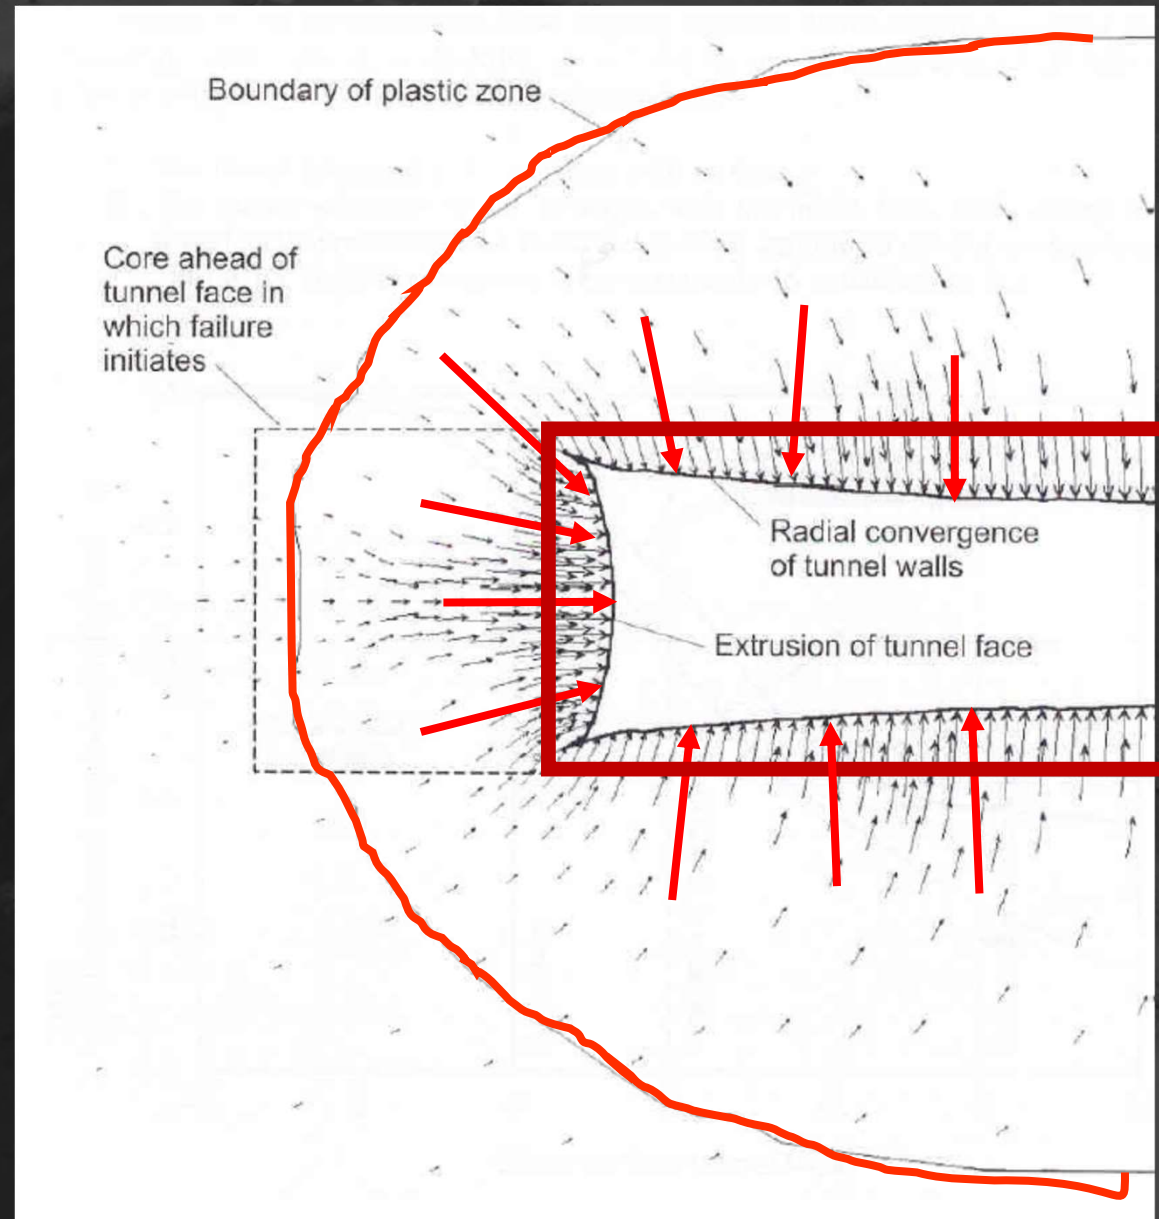 Boundary of plastic zone
Core ahead of
tunnel face in
which failure
initiates
Radial convergence
of tunnel walls
Extrusion of tunnel face